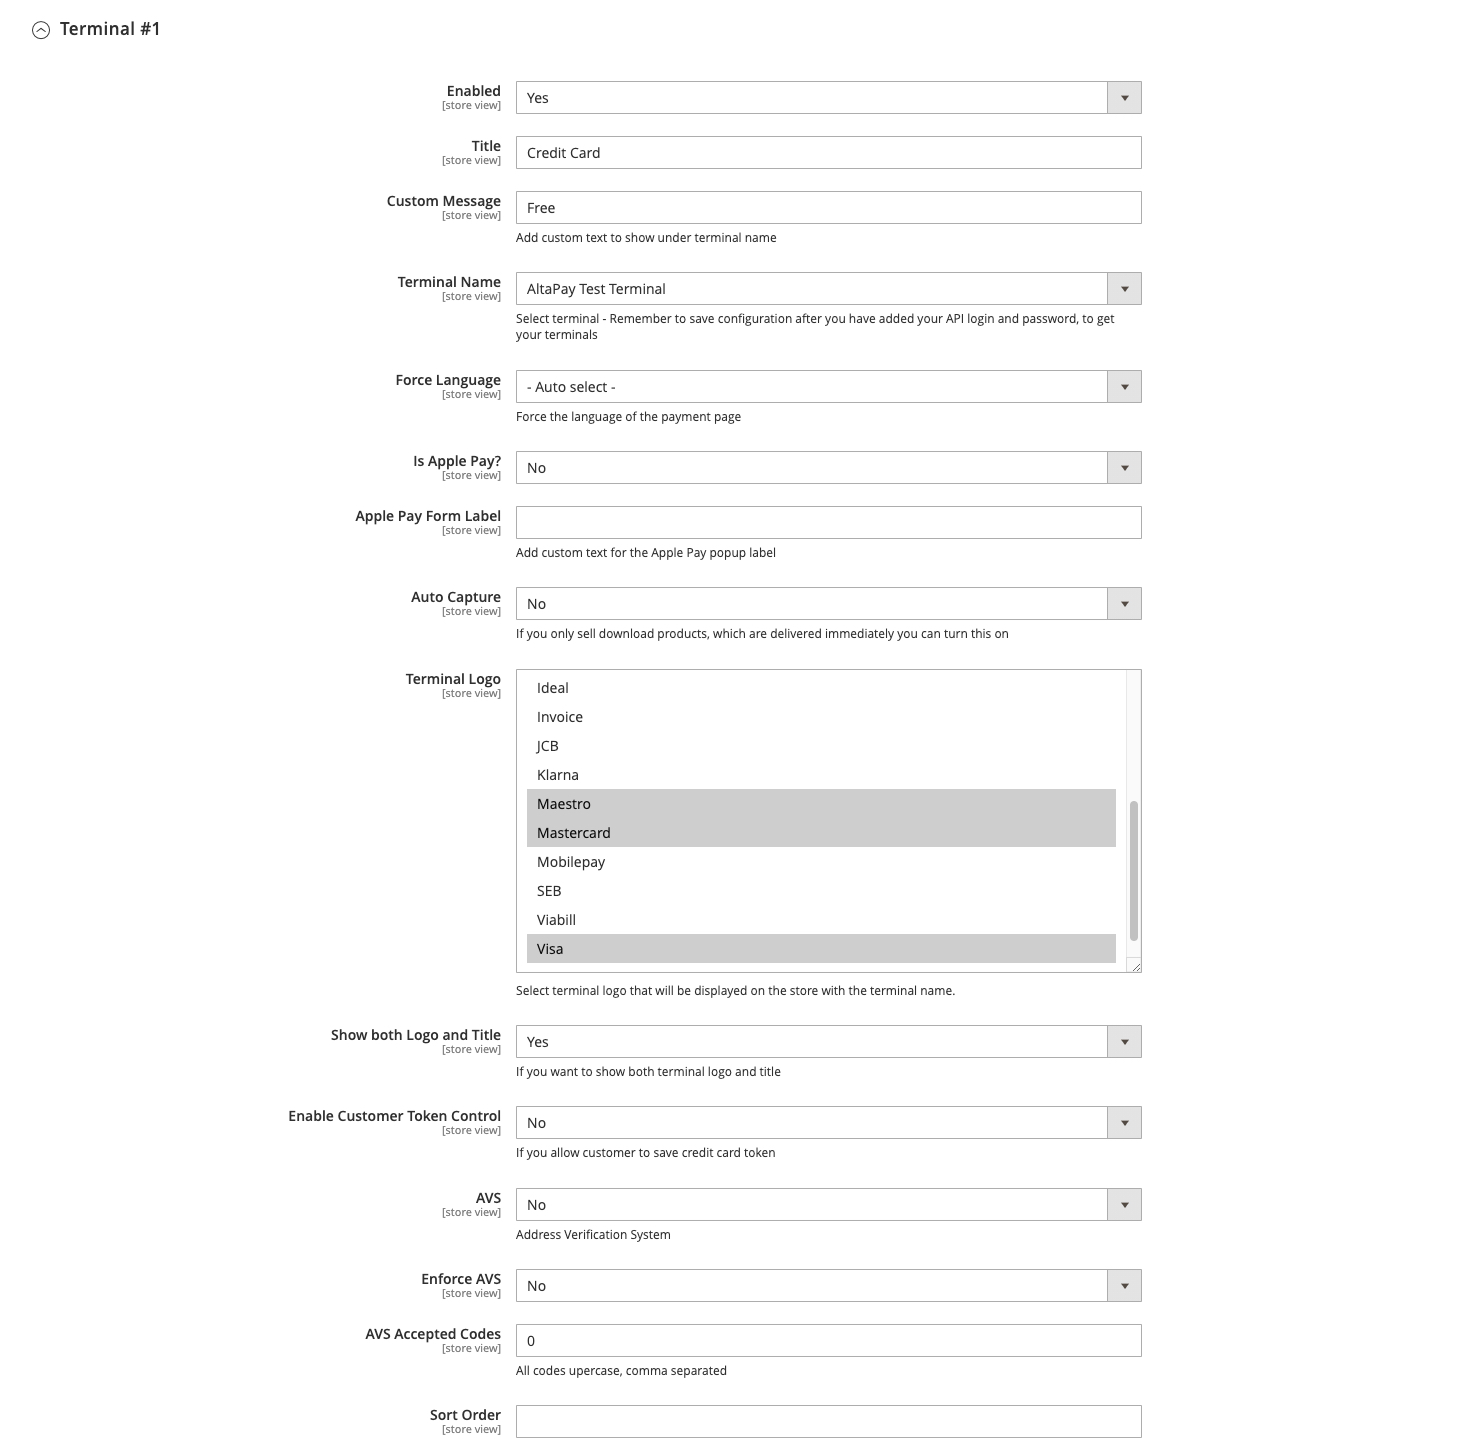 Terminal #1
Enabled
[store view]
Yes
Title
[store view]
Credit Card
Custom Message
[store view]
Free
Add custom text to show under terminal name
Terminal Name
[store view]
AltaPay Test Terminal
Select terminal - Remember to save configuration after you have added your API login and password, to get
your terminals
Force Language
[store view]
- Auto select -
Force the language of the payment page
Is Apple Pay?
[store view]
No
Apple Pay Form Label
[store view]
Add custom text for the Apple Pay popup label
Auto Capture
[store view]
No
If you only sell download products, which are delivered immediately you can turn this on
Terminal Logo
[store view]
Ideal
Invoice
JCB
Klarna
Maestro
Mastercard
Mobilepay
SEB
Viabill
Visa
Select terminal logo that will be displayed on the store with the terminal name.
Show both Logo and Title
[store view]
Yes
If you want to show both terminal logo and title
Enable Customer Token Control
[store view]
No
If you allow customer to save credit card token
AVS
[store view]
No
Address Verification System
Enforce AVS
[store view]
No
AVS Accepted Codes
[store view]
0
All codes upercase, comma separated
Sort Order
[store view]